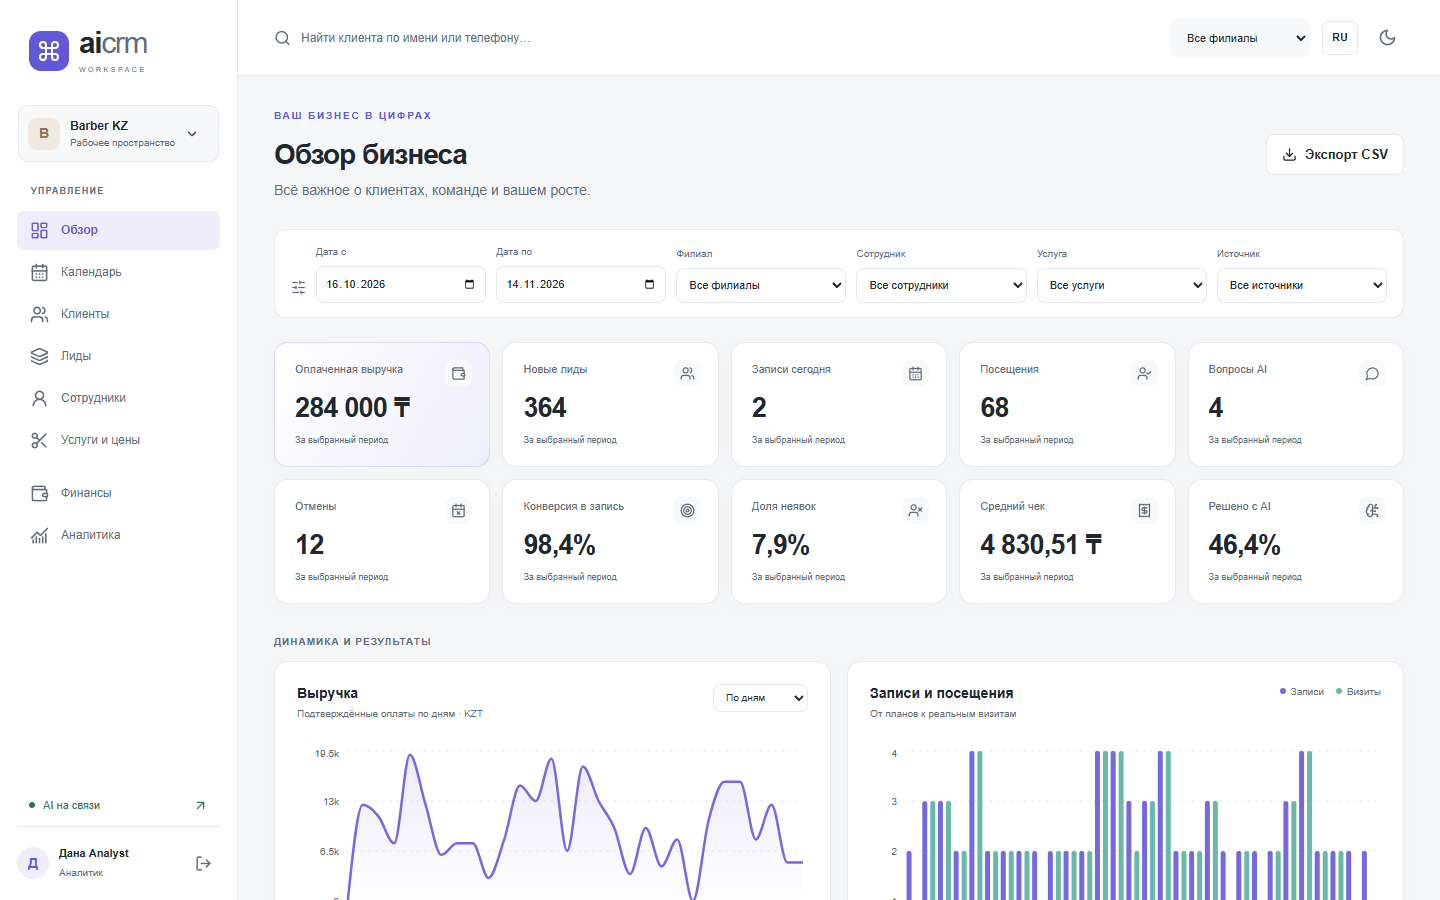 aicrm
WORKSPACE
Найти клиента по имени или телефону...
Все филиалы
RU
B
Barber KZ
Рабочее пространство
УПРАВЛЕНИЕ
Обзор
Календарь
Клиенты
Лиды
Сотрудники
Услуги и цены
Финансы
Аналитика
AI на связи
Д
Дана Analyst
Аналитик
ВАШ БИЗНЕС В ЦИФРАХ
Обзор бизнеса
Всё важное о клиентах, команде и вашем росте.
Экспорт CSV
Дата с
16.10.2026
Дата по
14.11.2026
Филиал
Все филиалы
Сотрудник
Все сотрудники
Услуга
Все услуги
Источник
Все источники
Оплаченная выручка
284 000 ₸
За выбранный период
Новые лиды
364
За выбранный период
Записи сегодня
2
За выбранный период
Посещения
68
За выбранный период
Вопросы AI
4
За выбранный период
Отмены
12
За выбранный период
Конверсия в запись
98,4%
За выбранный период
Доля неявок
7,9%
За выбранный период
Средний чек
4 830,51 ₸
За выбранный период
Решено с AI
46,4%
За выбранный период
ДИНАМИКА И РЕЗУЛЬТАТЫ
Выручка
Подтверждённые оплаты по дням · KZT
По дням
19.5k
13k
6.5k
Записи и посещения
От планов к реальным визитам
Записи
Визиты
4
3
2